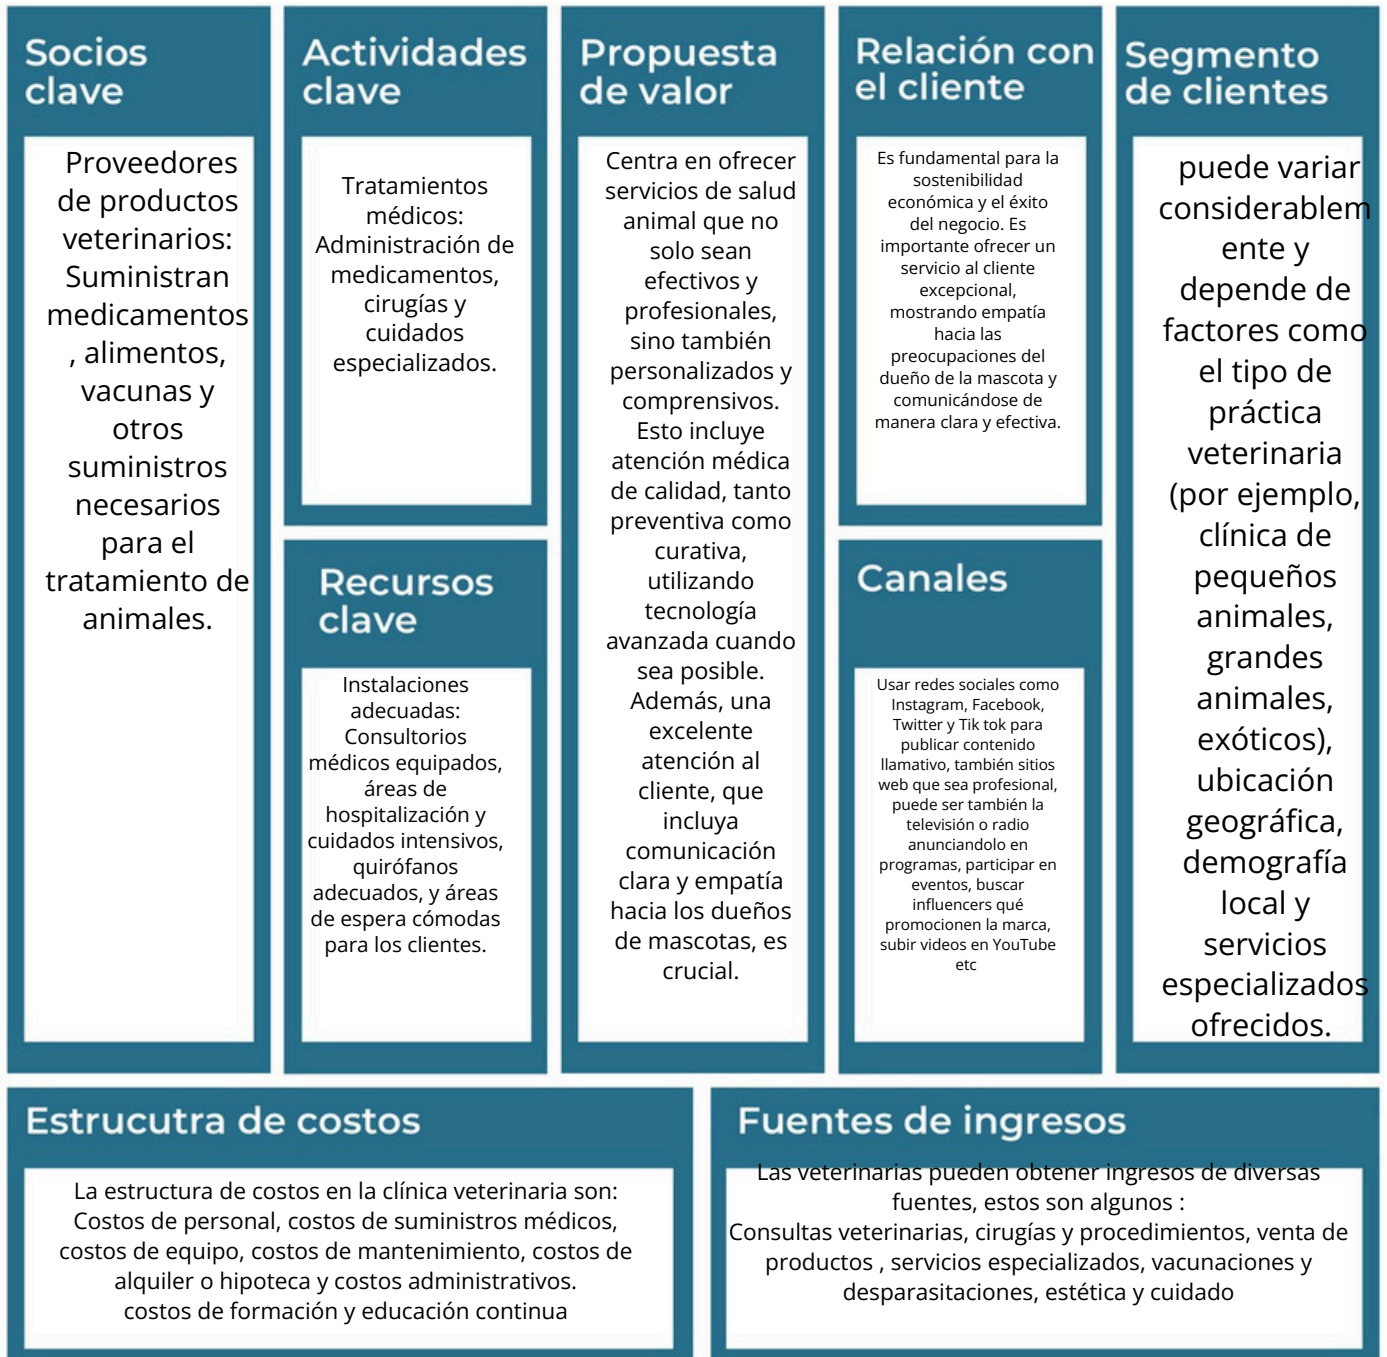 Socios
clave
Proveedores
de productos
veterinarios:
Suministran
medicamentos
, alimentos,
vacunas y
otros
suministros
necesarios
para el
tratamiento de
animales.
Actividades
clave
Tratamientos
médicos:
Administración de
medicamentos,
cirugías y
cuidados
especializados.
Recursos
clave
Instalaciones
adecuadas:
Consultorios
médicos equipados,
áreas de
hospitalización y
cuidados intensivos,
quirófanos
adecuados, y áreas
de espera cómodas
para los clientes.
Propuesta
de valor
Centra en ofrecer
servicios de salud
animal que no
solo sean
efectivos y
profesionales,
sino también
personalizados y
comprensivos.
Esto incluye
atención médica
de calidad, tanto
preventiva como
curativa,
utilizando
tecnología
avanzada cuando
sea posible.
Además, una
excelente
atención al
cliente, que
incluya
comunicación
clara y empatía
hacia los dueños
de mascotas, es
crucial.
Relación con
el cliente
Es fundamental para la
sostenibilidad
económica y el éxito
del negocio. Es
importante ofrecer un
servicio al cliente
excepcional,
mostrando empatía
hacia las
preocupaciones del
dueño de la mascota y
comunicándose de
manera clara y efectiva.
Canales
Usar redes sociales como
Instagram, Facebook,
Twitter y Tik tok para
publicar contenido
llamativo, también sitios
web que sea profesional,
puede ser también la
televisión o radio
anunciandolo en
programas, participar en
eventos, buscar
influencers qué
promocionen la marca,
subir videos en YouTube
etc
Segmento
de clientes
puede variar
considerablem
ente y
depende de
factores como
el tipo de
práctica
veterinaria
(por ejemplo,
clínica de
pequeños
animales,
grandes
animales,
exóticos),
ubicación
geográfica,
demografía
local y
servicios
especializados
ofrecidos.
Estrucutra de costos
La estructura de costos en la clínica veterinaria son:
Costos de personal, costos de suministros médicos,
costos de equipo, costos de mantenimiento, costos de
alquiler o hipoteca y costos administrativos.
costos de formación y educación continua
Fuentes de ingresos
Las veterinarias pueden obtener ingresos de diversas
fuentes, estos son algunos :
Consultas veterinarias, cirugías y procedimientos, venta de
productos , servicios especializados, vacunaciones y
desparasitaciones, estética y cuidado